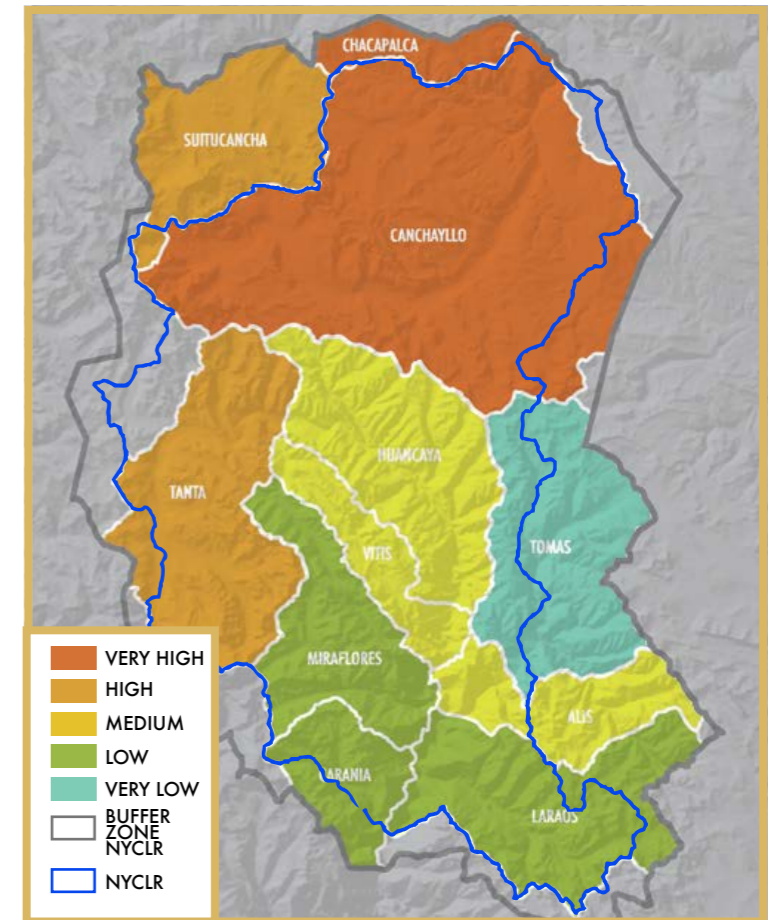 CHACAPALCA
SUITUCANCHA
CANCHAYLLO
HUANCAYA
TANTA
TOMAS
VITIS
MIRAFLORES
ALIS
CARANIA
LARAOS
VERY HIGH
HIGH
MEDIUM
LOW
VERY LOW
BUFFER
ZONE
NYCLR
NYCLR